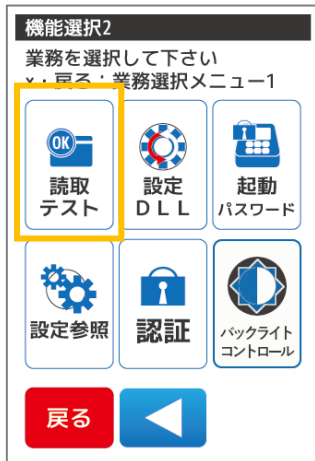 機能選択2
業務を選択して下さい
×・戻る：業務選択メニュー1
OK
読取
テスト
設定
DLL
起動
パスワード
設定参照
認証
バックライト
コントロール
戻る